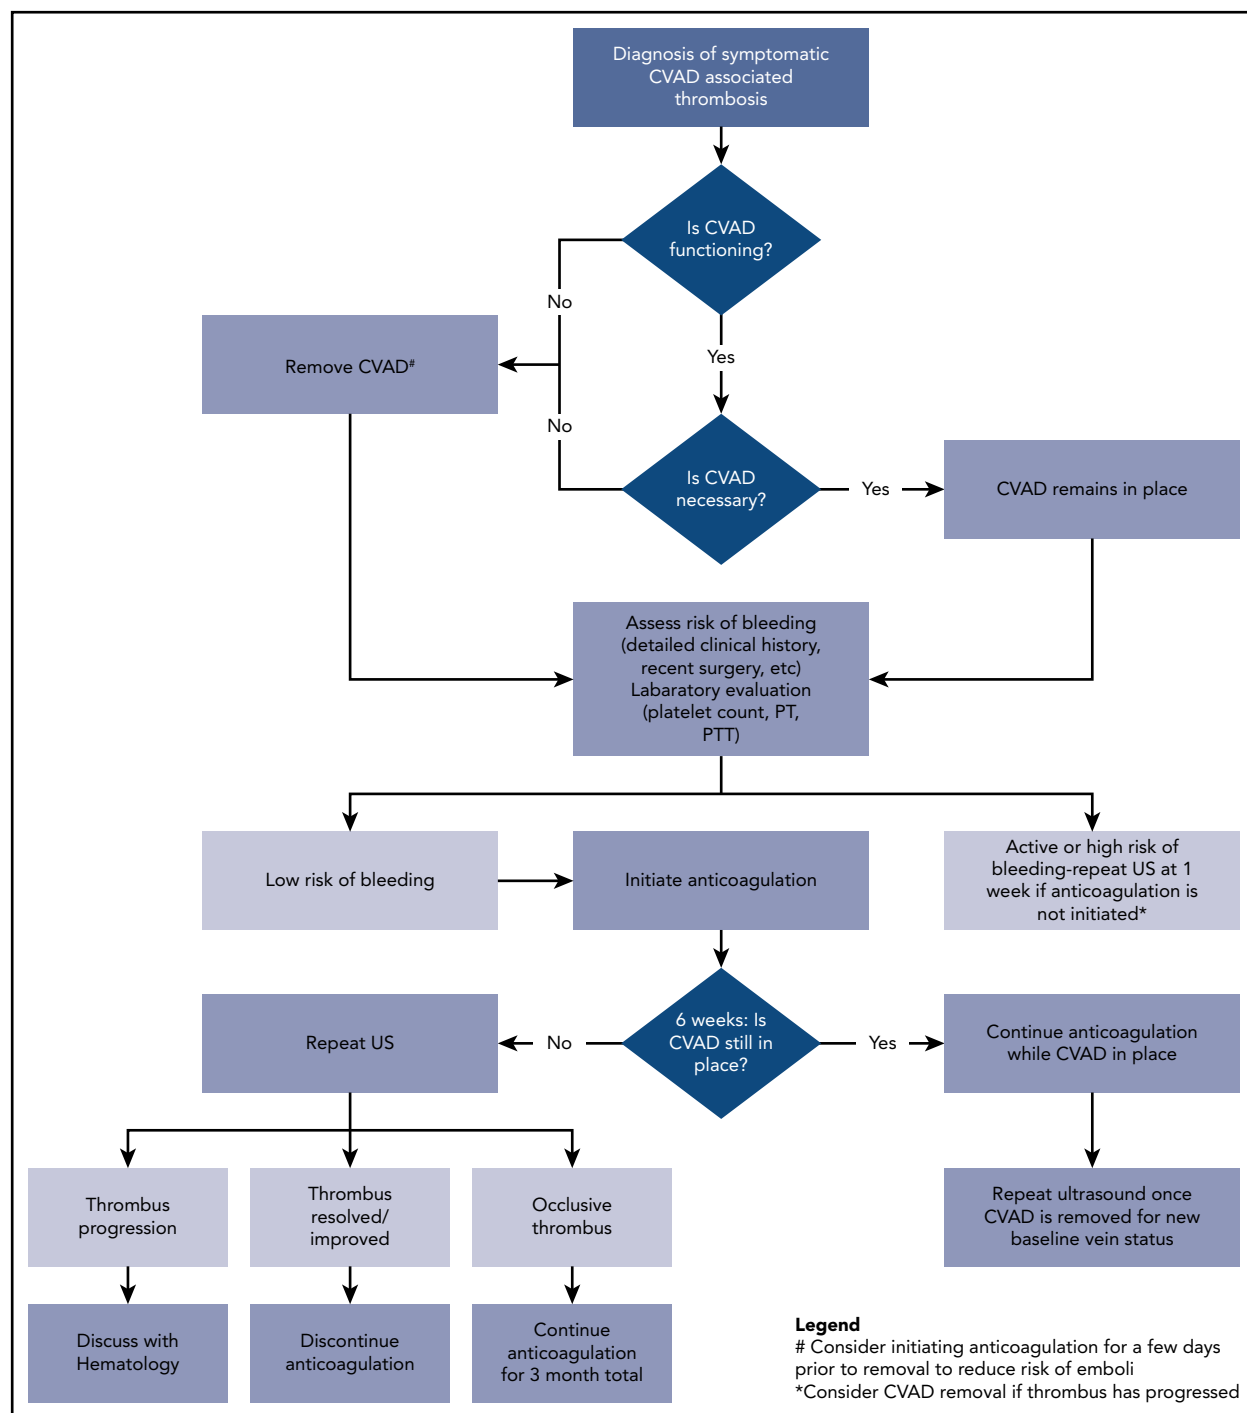 Diagnosis of symptomatic
CVAD associated
thrombosis
Is CVAD
functioning?
No
Yes
Remove CVAD#
No
Is CVAD
necessary?
Yes
CVAD remains in place
Assess risk of bleeding
(detailed clinical history,
recent surgery, etc)
Labaratory evaluation
(platelet count, PT,
PTT)
Low risk of bleeding
Initiate anticoagulation
Active or high risk of
bleeding-repeat US at 1
week if anticoagulation is
not initiated*
Repeat US
No
6 weeks: Is
CVAD still in
place?
Yes
Continue anticoagulation
while CVAD in place
Thrombus
progression
Thrombus
resolved/
improved
Occlusive
thrombus
Repeat ultrasound once
CVAD is removed for new
baseline vein status
Discuss with
Hematology
Discontinue
anticoagulation
Continue
anticoagulation
for 3 month total
Legend
# Consider initiating anticoagulation for a few days
prior to removal to reduce risk of emboli
*Consider CVAD removal if thrombus has progressed